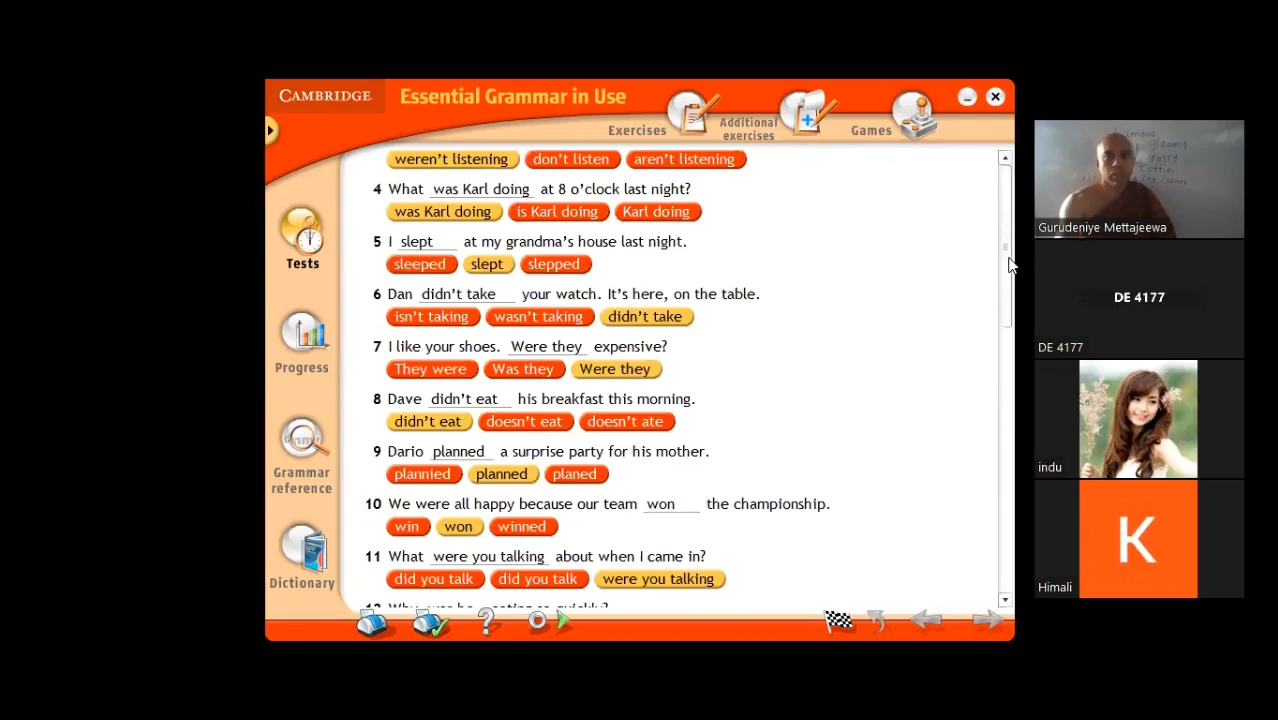 CAMBRIDGE
Essential Grammar in Use
Exercises
Additional
exercises
Games
weren't listening don't listen aren't listening
4 What was Karl doing at 8 o'clock last night?
was Karl doing is Karl doing Karl doing
5 I slept at my grandma's house last night.
sleeped slept slepped
6 Dan didn't take your watch. It's here, on the table.
isn't taking wasn't taking didn't take
7 I like your shoes. Were they expensive?
They were Was they Were they
8 Dave didn't eat his breakfast this morning.
didn't eat doesn't eat doesn't ate
9 Dario planned a surprise party for his mother.
plannied planned planed
10 We were all happy because our team won the championship.
win won winned
11 What were you talking about when I came in?
did you talk did you talk were you talking
Tests
Progress
Grammar
reference
Dictionary
gloomy
rusty
Coffin
the corner
Gurudeniye Mettajeewa
DE 4177
DE 4177
indu
K
Himali